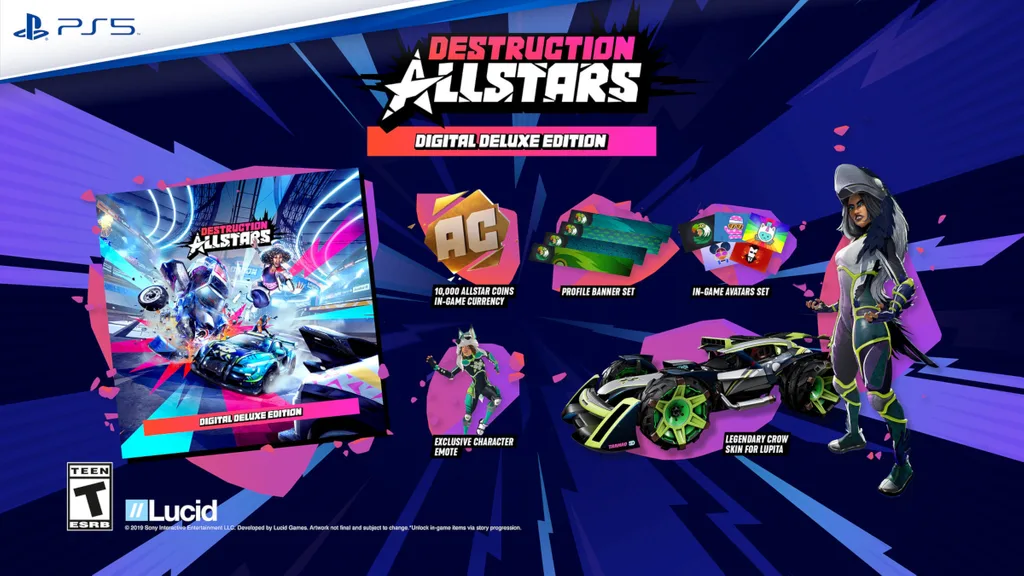 PS5
DESTRUCTION
ALLSTARS
DIGITAL DELUXE EDITION
DESTRUCTION
ALLSTARS
DIGITAL DELUXE EDITION
AC
10,000 ALLSTAR COINS
IN-GAME CURRENCY
PROFILE BANNER SET
IN-GAME AVATARS SET
EXCLUSIVE CHARACTER
EMOTE
LEGENDARY CROW
SKIN FOR LUPITA
TEEN
T
ESRB
Lucid
© 2019 Sony Interactive Entertainment LLC. Developed by Lucid Games. Artwork not final and subject to change.*Unlock in-game items via story progression.